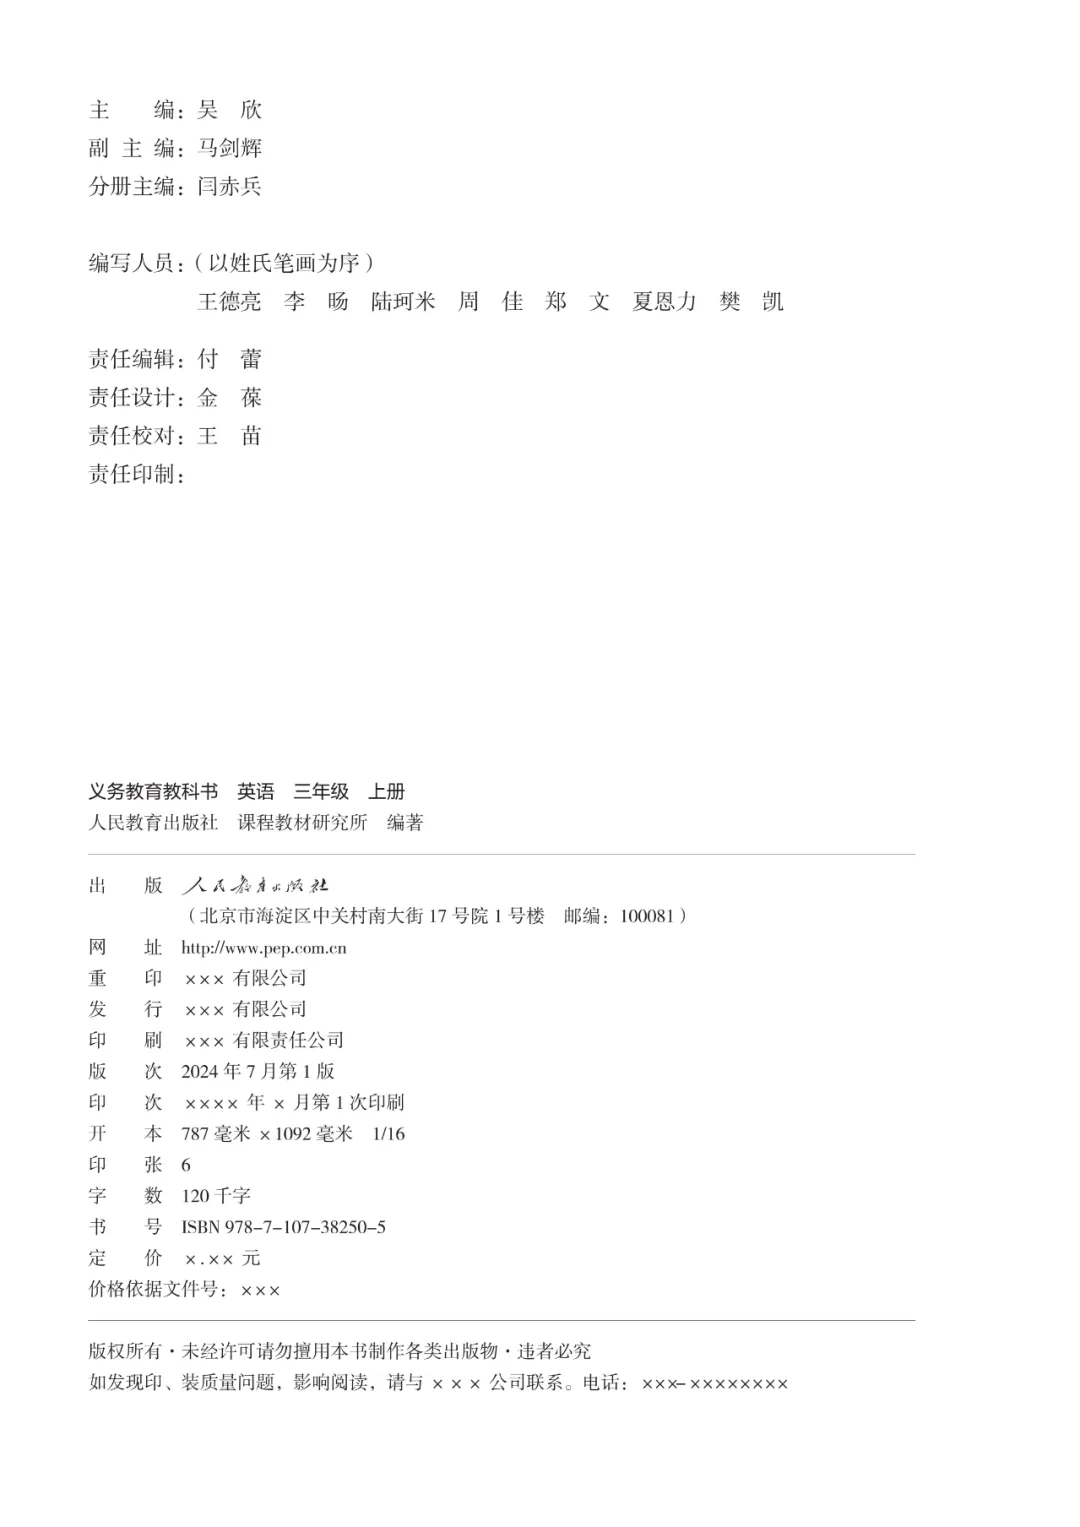 主　　编：吴　欣
副 主 编：马剑辉
分册主编：闫赤兵
编写人员：（以姓氏笔画为序）
王德亮　李　旸　陆珂米　周　佳　郑　文　夏恩力　樊　凯
责任编辑：付　蕾
责任设计：金　葆
责任校对：王　苗
责任印制：
义务教育教科书　英语　三年级　上册
人民教育出版社　课程教材研究所　编著
出　　版　人民教育出版社
（北京市海淀区中关村南大街 17 号院 1 号楼　邮编：100081）
网　　址　http://www.pep.com.cn
重　　印　××× 有限公司
发　　行　××× 有限公司
印　　刷　××× 有限责任公司
版　　次　2024 年 7 月第 1 版
印　　次　×××× 年 × 月第 1 次印刷
开　　本　787 毫米 ×1092 毫米　1/16
印　　张　6
字　　数　120 千字
书　　号　ISBN 978-7-107-38250-5
定　　价　×.×× 元
价格依据文件号：×××
版权所有·未经许可请勿擅用本书制作各类出版物·违者必究
如发现印、装质量问题，影响阅读，请与 × × × 公司联系。电话：×××-××××××××